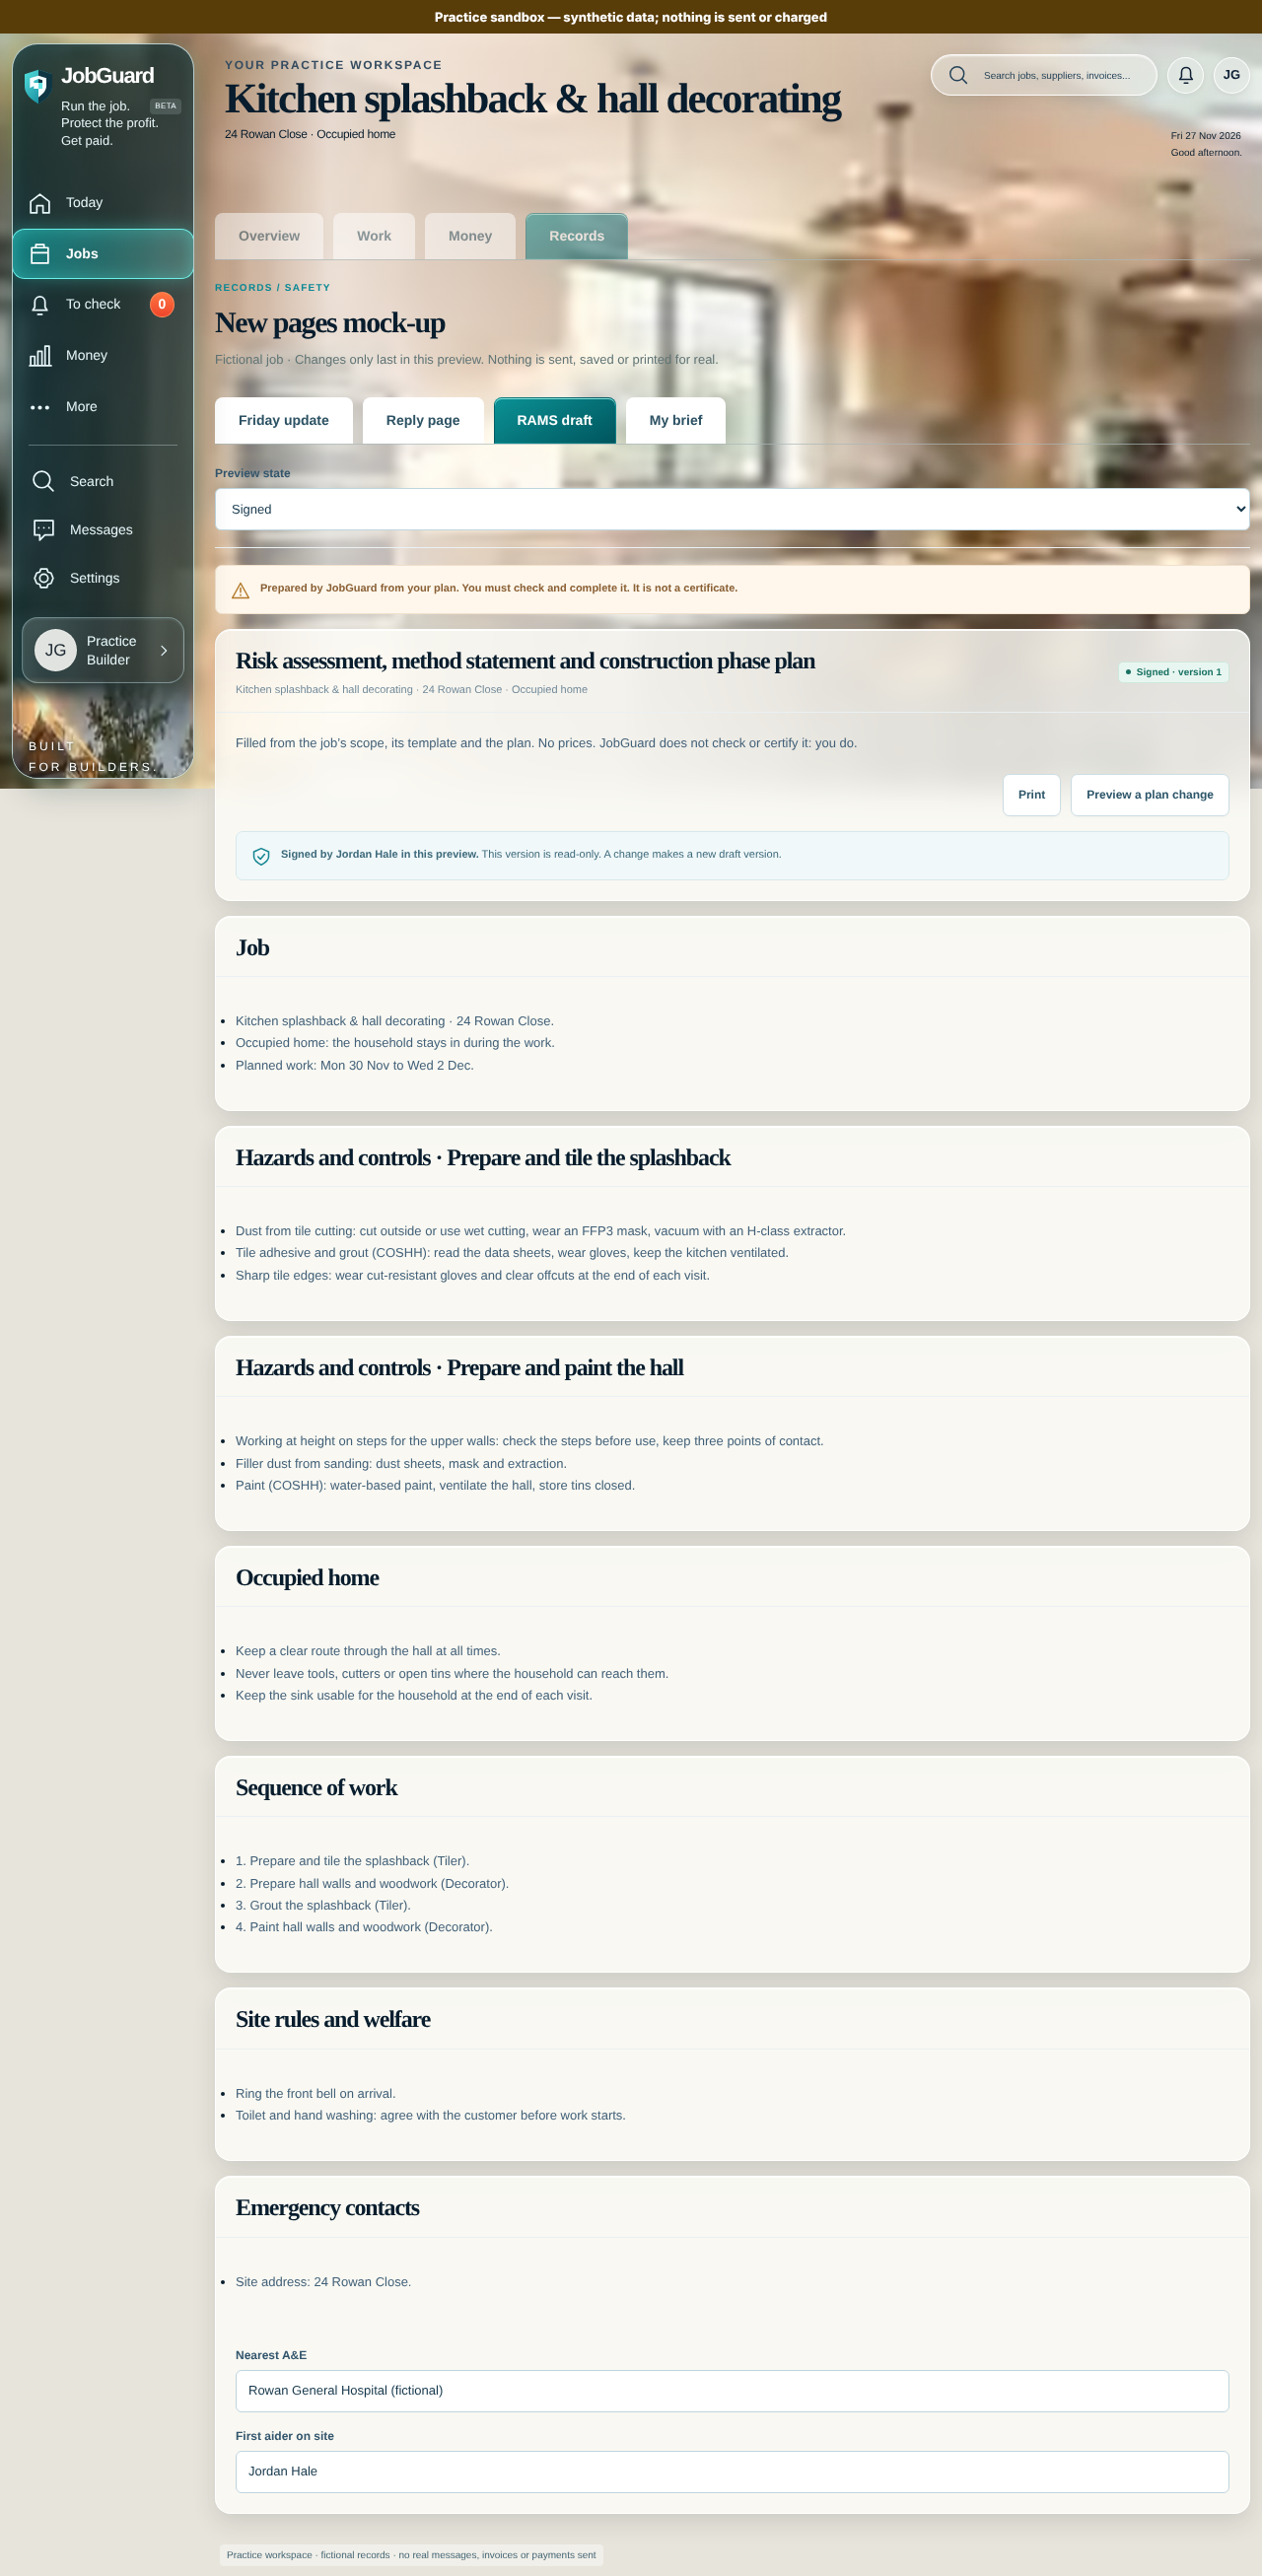 Practice sandbox — synthetic data; nothing is sent or charged
JobGuard
Run the job.
BETA
Protect the profit.
Get paid.
Today
Jobs
To check
0
Money
More
Search
Messages
Settings
JG
Practice
Builder
BUILT
FOR BUILDERS.
YOUR PRACTICE WORKSPACE
Kitchen splashback & hall decorating
24 Rowan Close · Occupied home
Search jobs, suppliers, invoices...
JG
Fri 27 Nov 2026
Good afternoon.
Overview
Work
Money
Records
RECORDS / SAFETY
New pages mock-up
Fictional job · Changes only last in this preview. Nothing is sent, saved or printed for real.
Friday update
Reply page
RAMS draft
My brief
Preview state
Signed
Prepared by JobGuard from your plan. You must check and complete it. It is not a certificate.
Risk assessment, method statement and construction phase plan
Kitchen splashback & hall decorating · 24 Rowan Close · Occupied home
Signed · version 1
Filled from the job's scope, its template and the plan. No prices. JobGuard does not check or certify it: you do.
Print
Preview a plan change
Signed by Jordan Hale in this preview. This version is read-only. A change makes a new draft version.
Job
Kitchen splashback & hall decorating · 24 Rowan Close.
Occupied home: the household stays in during the work.
Planned work: Mon 30 Nov to Wed 2 Dec.
Hazards and controls · Prepare and tile the splashback
Dust from tile cutting: cut outside or use wet cutting, wear an FFP3 mask, vacuum with an H-class extractor.
Tile adhesive and grout (COSHH): read the data sheets, wear gloves, keep the kitchen ventilated.
Sharp tile edges: wear cut-resistant gloves and clear offcuts at the end of each visit.
Hazards and controls · Prepare and paint the hall
Working at height on steps for the upper walls: check the steps before use, keep three points of contact.
Filler dust from sanding: dust sheets, mask and extraction.
Paint (COSHH): water-based paint, ventilate the hall, store tins closed.
Occupied home
Keep a clear route through the hall at all times.
Never leave tools, cutters or open tins where the household can reach them.
Keep the sink usable for the household at the end of each visit.
Sequence of work
1. Prepare and tile the splashback (Tiler).
2. Prepare hall walls and woodwork (Decorator).
3. Grout the splashback (Tiler).
4. Paint hall walls and woodwork (Decorator).
Site rules and welfare
Ring the front bell on arrival.
Toilet and hand washing: agree with the customer before work starts.
Emergency contacts
Site address: 24 Rowan Close.
Nearest A&E
Rowan General Hospital (fictional)
First aider on site
Jordan Hale
Practice workspace · fictional records · no real messages, invoices or payments sent